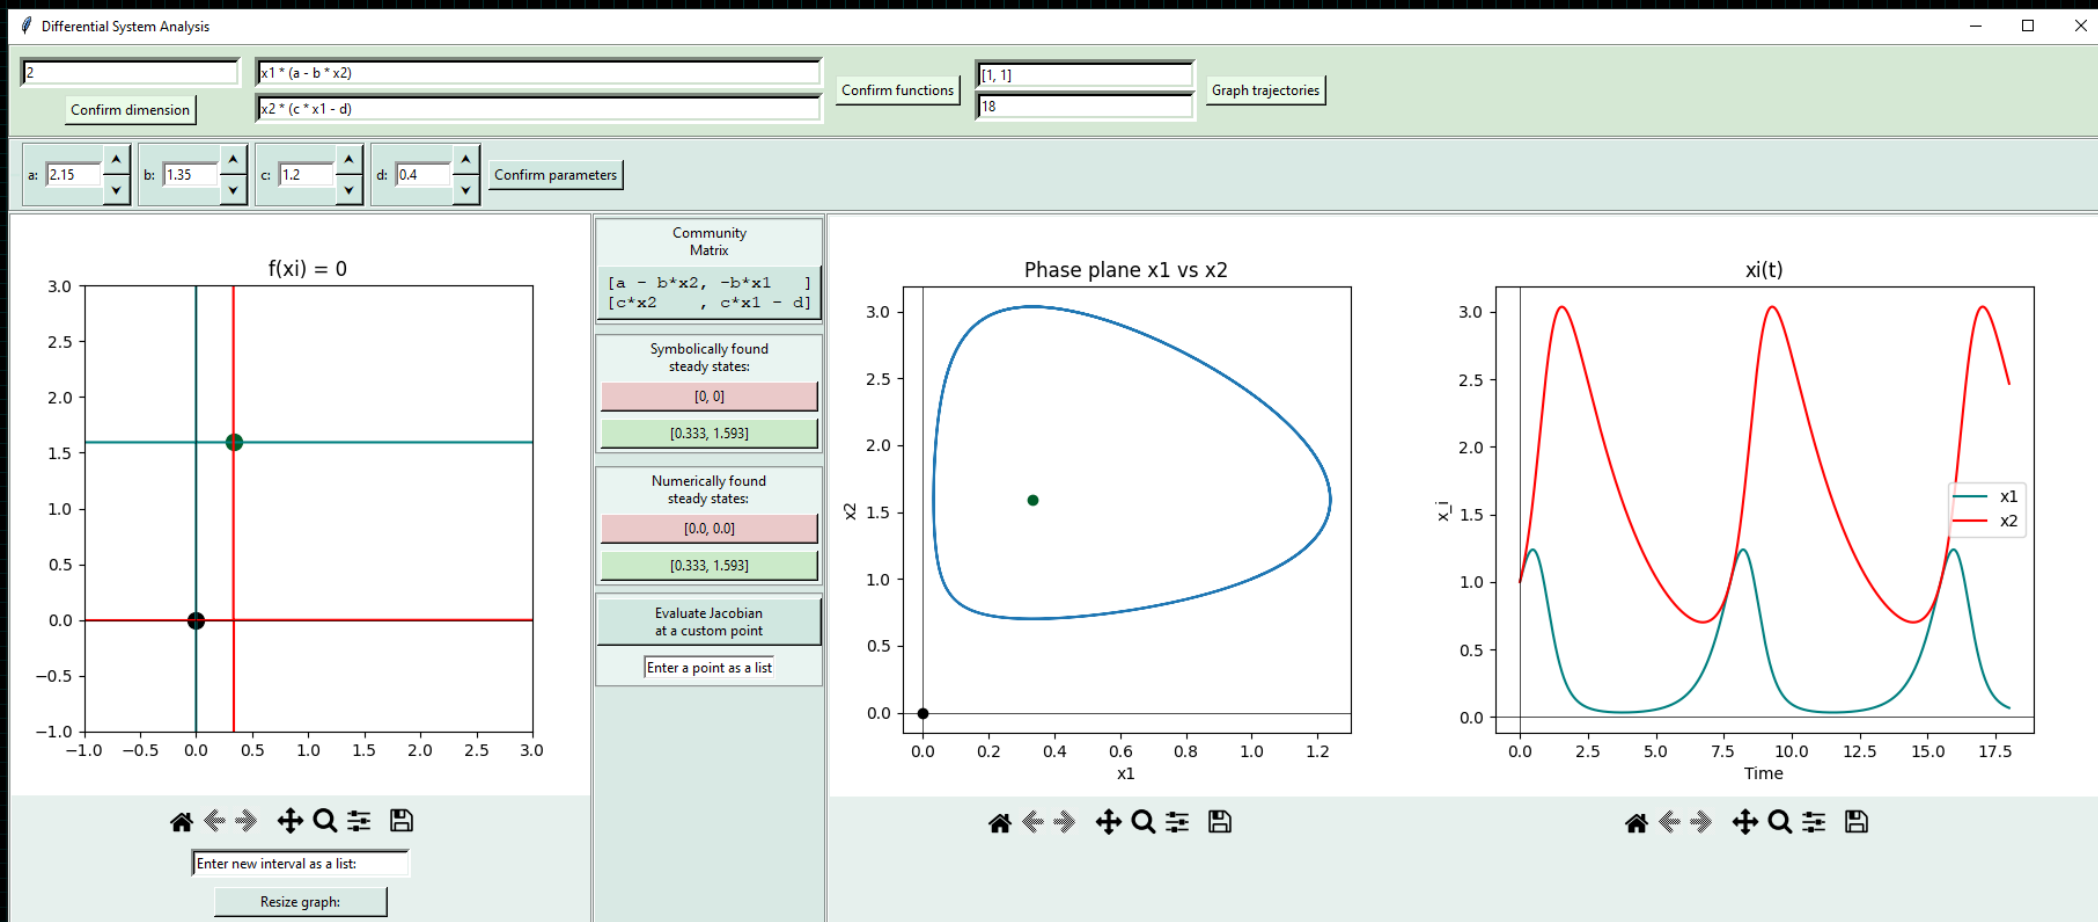 Differential System Analysis
2
x1 * (a - b * x2)
x2 * (c * x1 - d)
Confirm dimension
Confirm functions
[1, 1]
18
Graph trajectories
a: 2.15
b: 1.35
c: 1.2
d: 0.4
Confirm parameters
f(xi) = 0
3.0
2.5
2.0
1.5
1.0
0.5
0.0
−0.5
−1.0
−1.0 −0.5 0.0 0.5 1.0 1.5 2.0 2.5 3.0
Enter new interval as a list:
Resize graph:
Community
Matrix
[a - b*x2, -b*x1   ]
[c*x2    , c*x1 - d]
Symbolically found
steady states:
[0, 0]
[0.333, 1.593]
Numerically found
steady states:
[0.0, 0.0]
[0.333, 1.593]
Evaluate Jacobian
at a custom point
Enter a point as a list
Phase plane x1 vs x2
3.0
2.5
2.0
1.5
1.0
0.5
0.0
x2
0.0 0.2 0.4 0.6 0.8 1.0 1.2
x1
xi(t)
3.0
2.5
2.0
1.5
1.0
0.5
0.0
x_i
x1
x2
0.0 2.5 5.0 7.5 10.0 12.5 15.0 17.5
Time